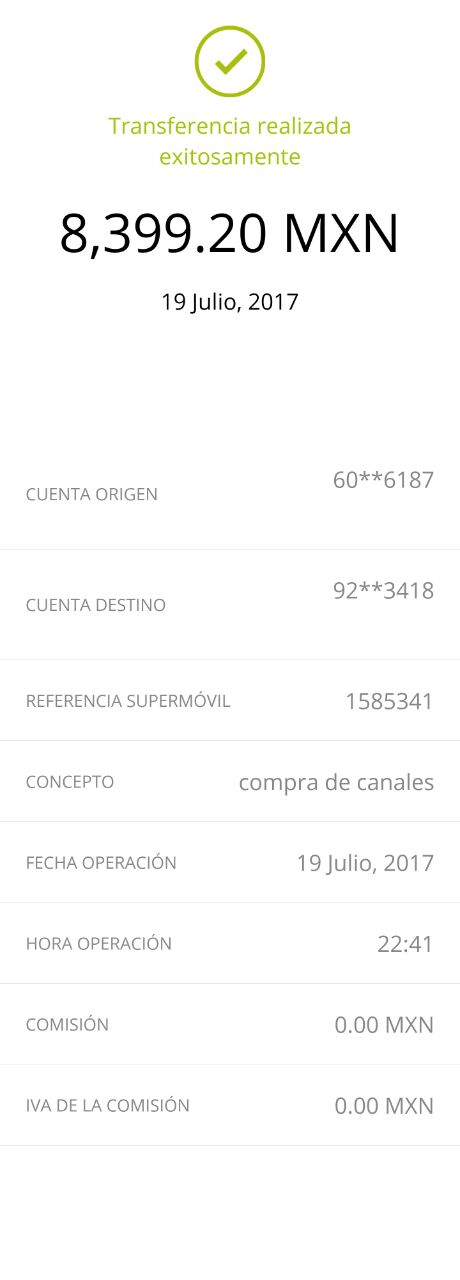 Transferencia realizada
exitosamente
8,399.20 MXN
19 Julio, 2017
CUENTA ORIGEN 60**6187
CUENTA DESTINO 92**3418
REFERENCIA SUPERMÓVIL 1585341
CONCEPTO compra de canales
FECHA OPERACIÓN 19 Julio, 2017
HORA OPERACIÓN 22:41
COMISIÓN 0.00 MXN
IVA DE LA COMISIÓN 0.00 MXN